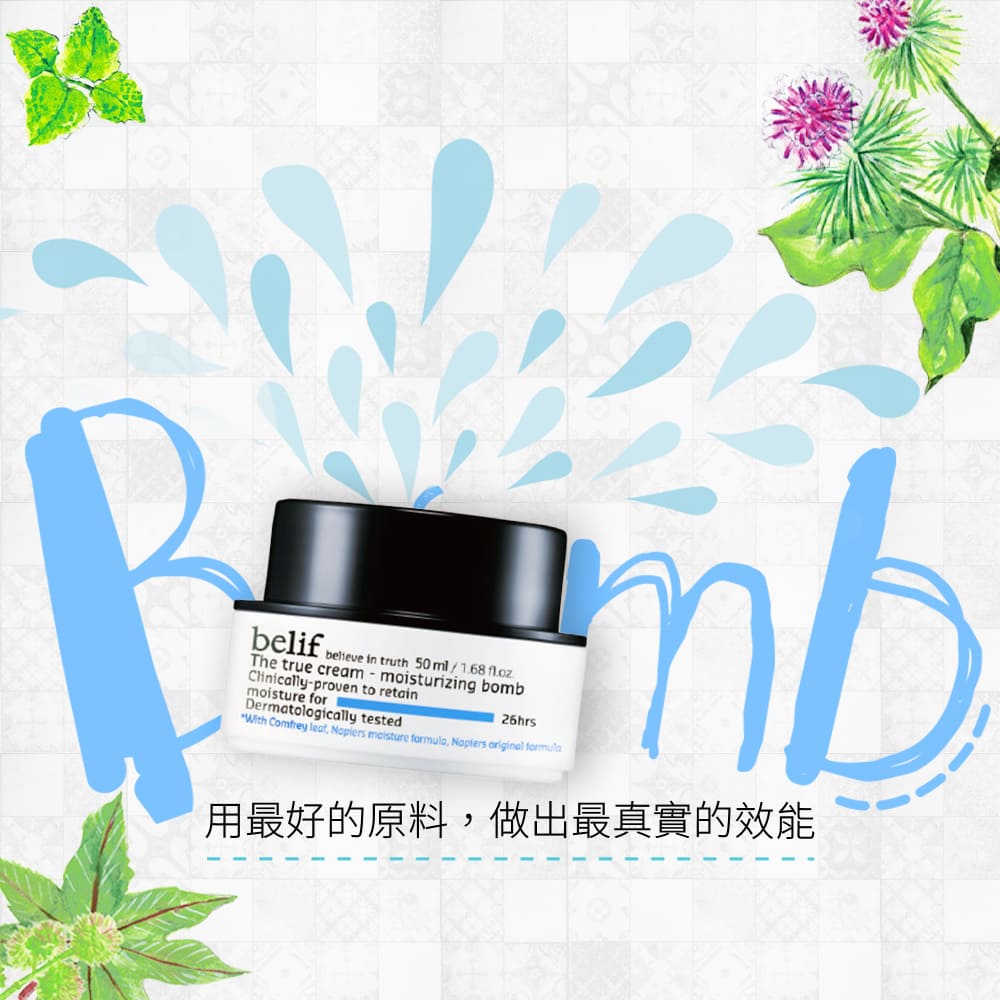 Bomb
belif believe in truth 50 ml / 1.68 fl.oz.
The true cream - moisturizing bomb
Clinically-proven to retain
moisture for 26hrs
Dermatologically tested
*With Comfrey leaf, Napiers moisture formula, Napiers original formula
用最好的原料，做出最真實的效能